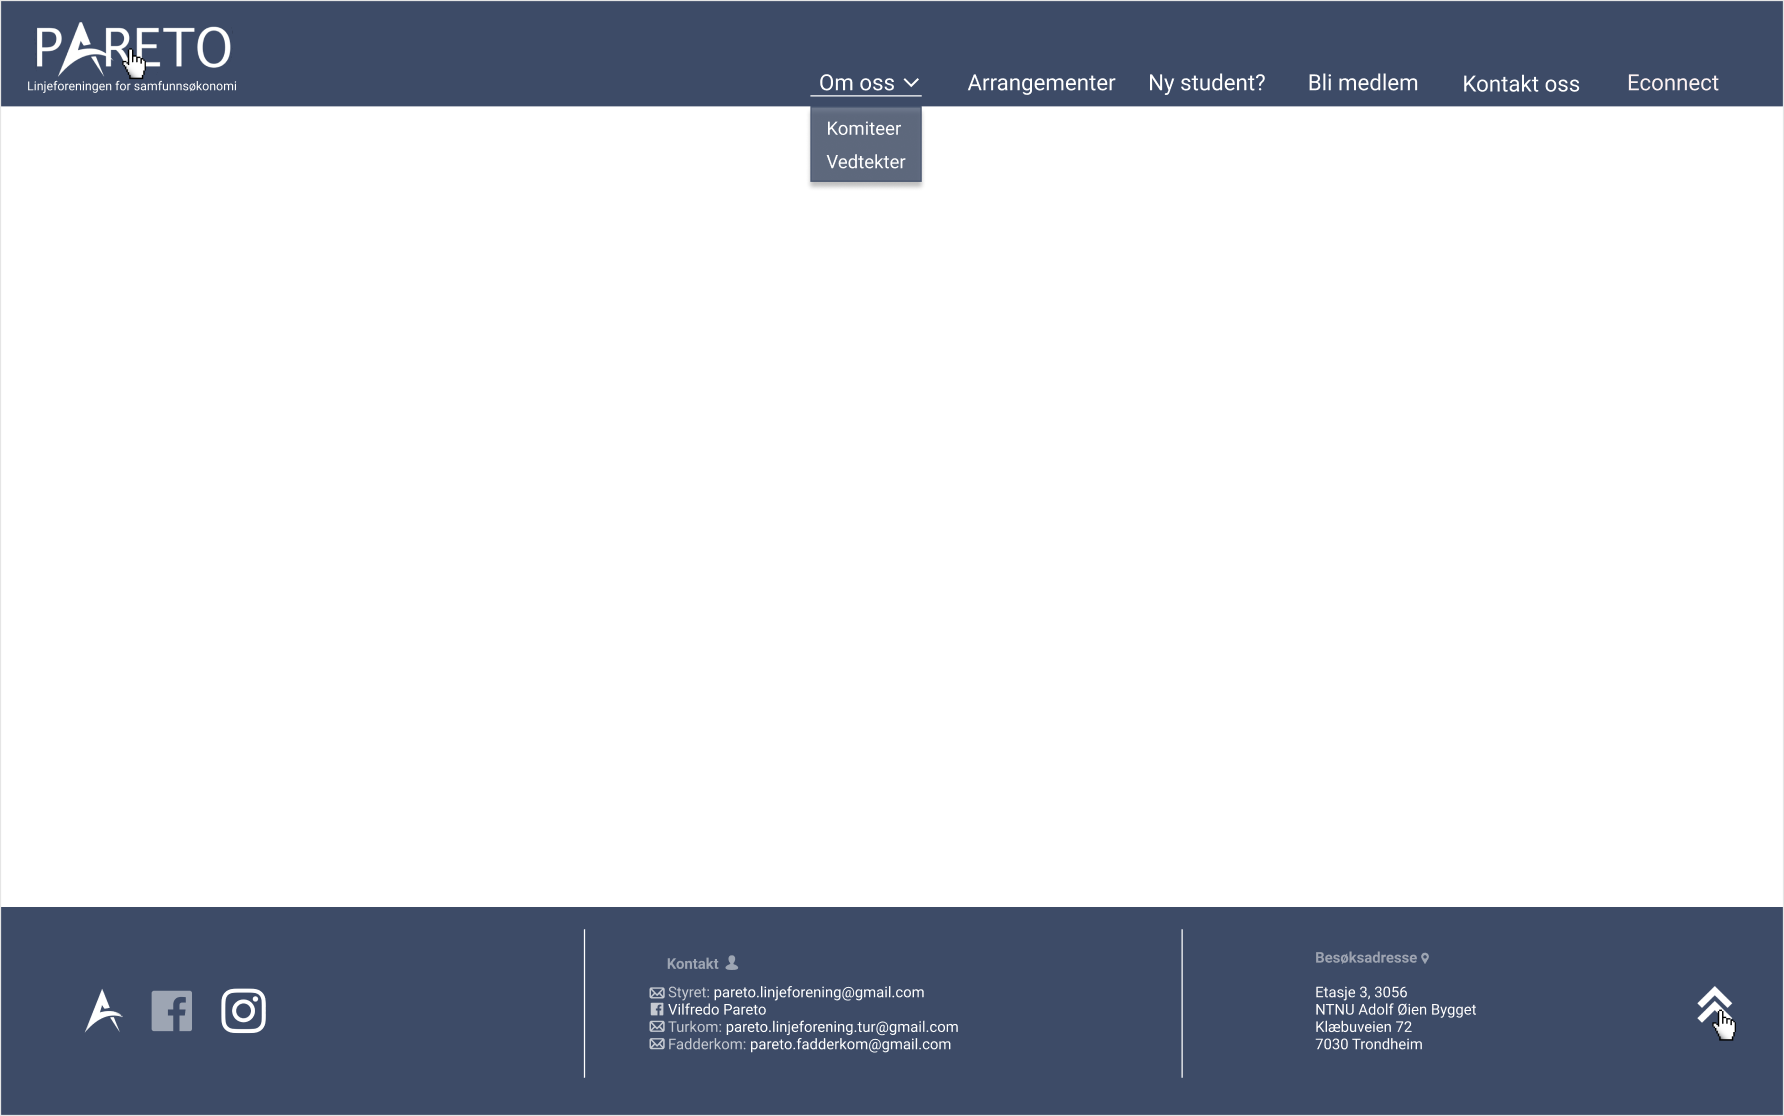 PARETO
Linjeforeningen for samfunnsøkonomi
Om oss
Arrangementer
Ny student?
Bli medlem
Kontakt oss
Econnect
Komiteer
Vedtekter
Kontakt
Styret: pareto.linjeforening@gmail.com
Vilfredo Pareto
Turkom: pareto.linjeforening.tur@gmail.com
Fadderkom: pareto.fadderkom@gmail.com
Besøksadresse
Etasje 3, 3056
NTNU Adolf Øien Bygget
Klæbuveien 72
7030 Trondheim